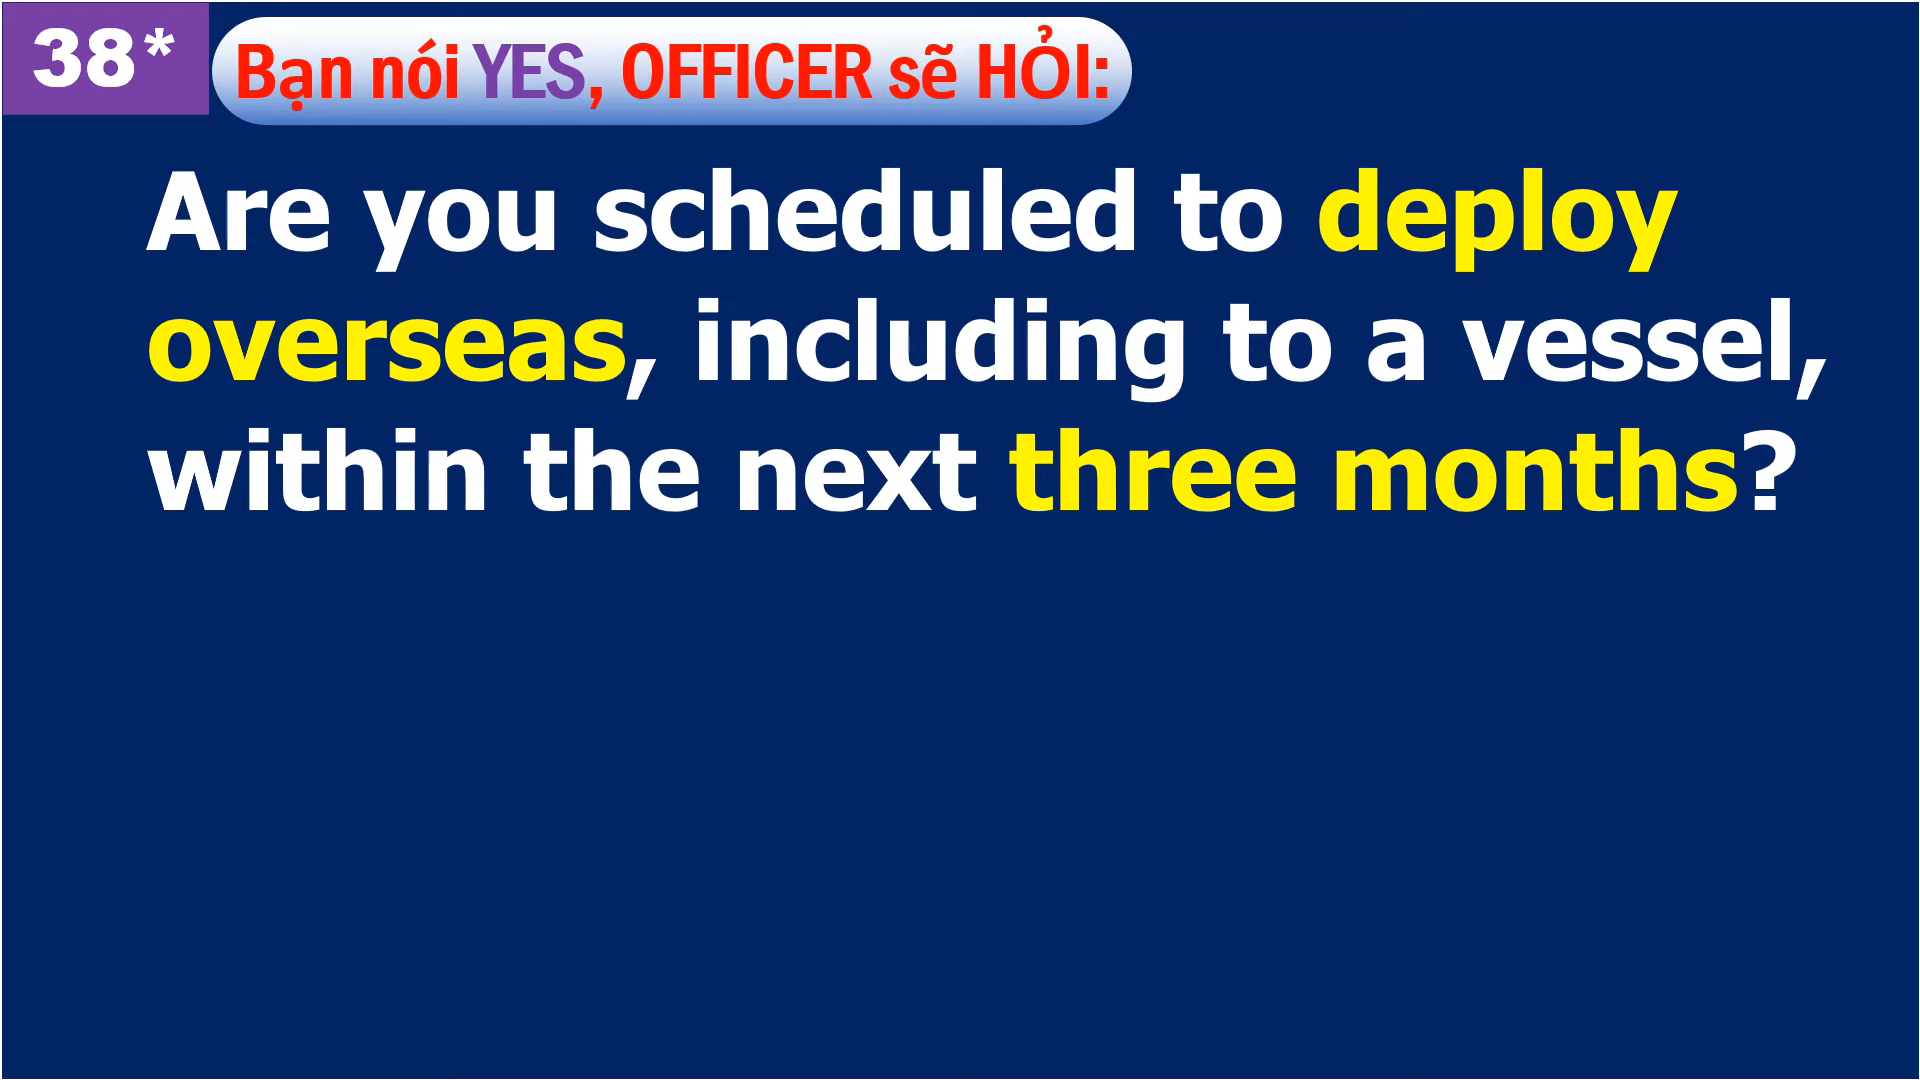 38*
Bạn nói YES, OFFICER sẽ HỎI:
Are you scheduled to deploy
overseas, including to a vessel,
within the next three months?